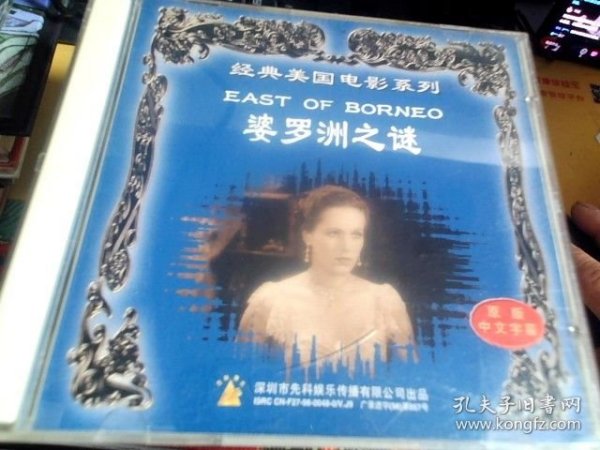 经典美国电影系列
EAST OF BORNEO
婆罗洲之谜
原版
中文字幕
深圳市先科娱乐传播有限公司出品
孔夫子旧书网
www.kongfz.com